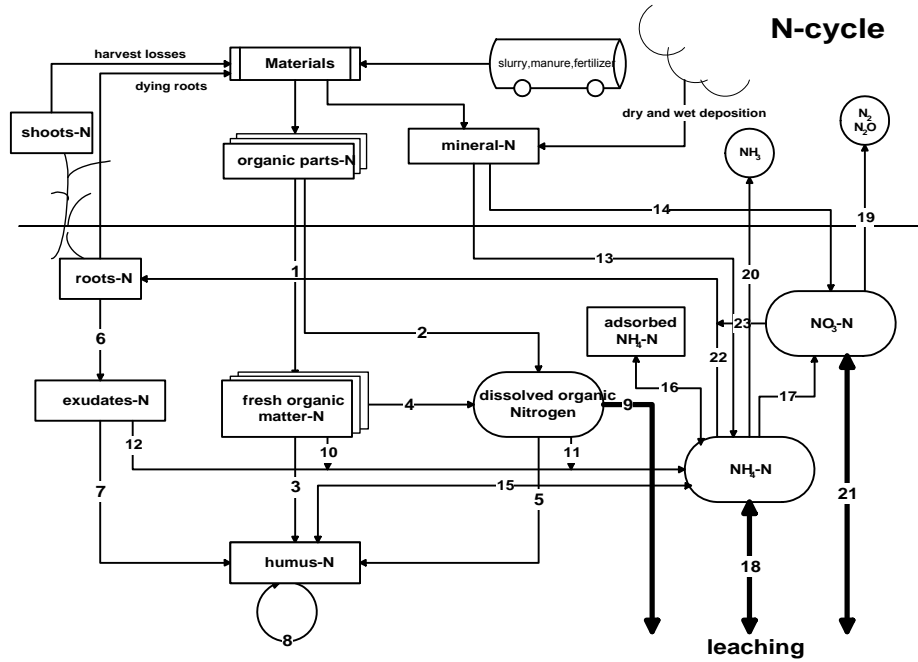 N-cycle
harvest losses
Materials
slurry,manure,fertilizer
dying roots
dry and wet deposition
N₂
N₂O
shoots-N
organic parts-N
mineral-N
NH₃
14
19
1
13
20
roots-N
6
2
adsorbed
NH₄-N
23
NO₃-N
22
exudates-N
fresh organic
matter-N
4
dissolved organic
Nitrogen
9
16
17
12
10
11
NH₄-N
7
3
15
5
21
humus-N
18
8
leaching